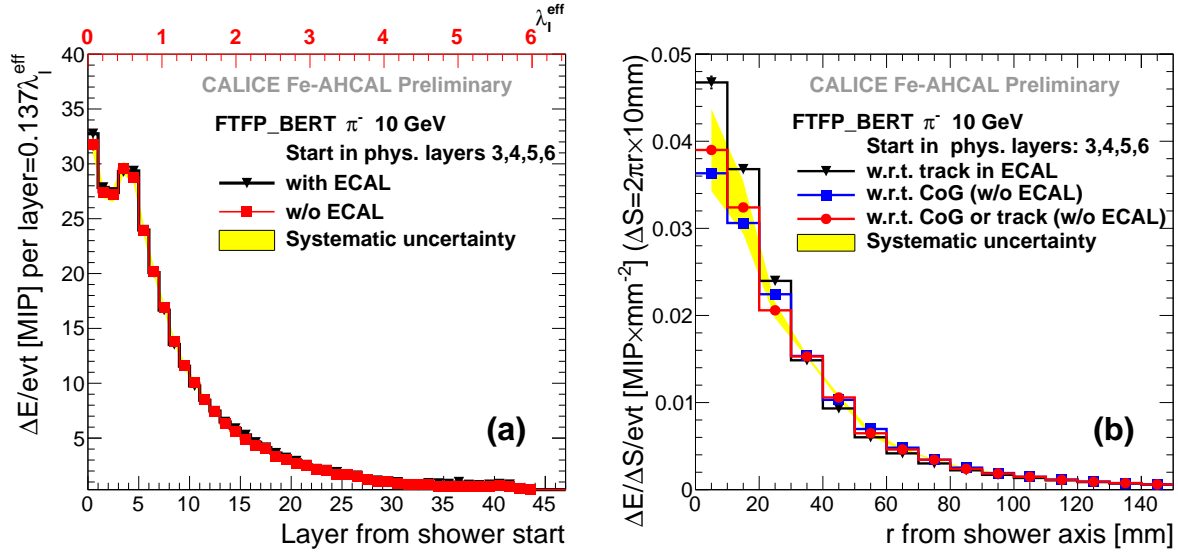 λ_I^eff
0 1 2 3 4 5 6
ΔE/evt [MIP] per layer=0.137λ_I^eff
40
35
30
25
20
15
10
5
CALICE Fe-AHCAL Preliminary
FTFP_BERT π⁻ 10 GeV
Start in phys. layers 3,4,5,6
with ECAL
w/o ECAL
Systematic uncertainty
(a)
0 5 10 15 20 25 30 35 40 45
Layer from shower start
ΔE/ΔS/evt [MIP×mm⁻²] (ΔS=2πr×10mm)
0.05
0.04
0.03
0.02
0.01
0
CALICE Fe-AHCAL Preliminary
FTFP_BERT π⁻ 10 GeV
Start in phys. layers: 3,4,5,6
w.r.t. track in ECAL
w.r.t. CoG (w/o ECAL)
w.r.t. CoG or track (w/o ECAL)
Systematic uncertainty
(b)
0 20 40 60 80 100 120 140
r from shower axis [mm]